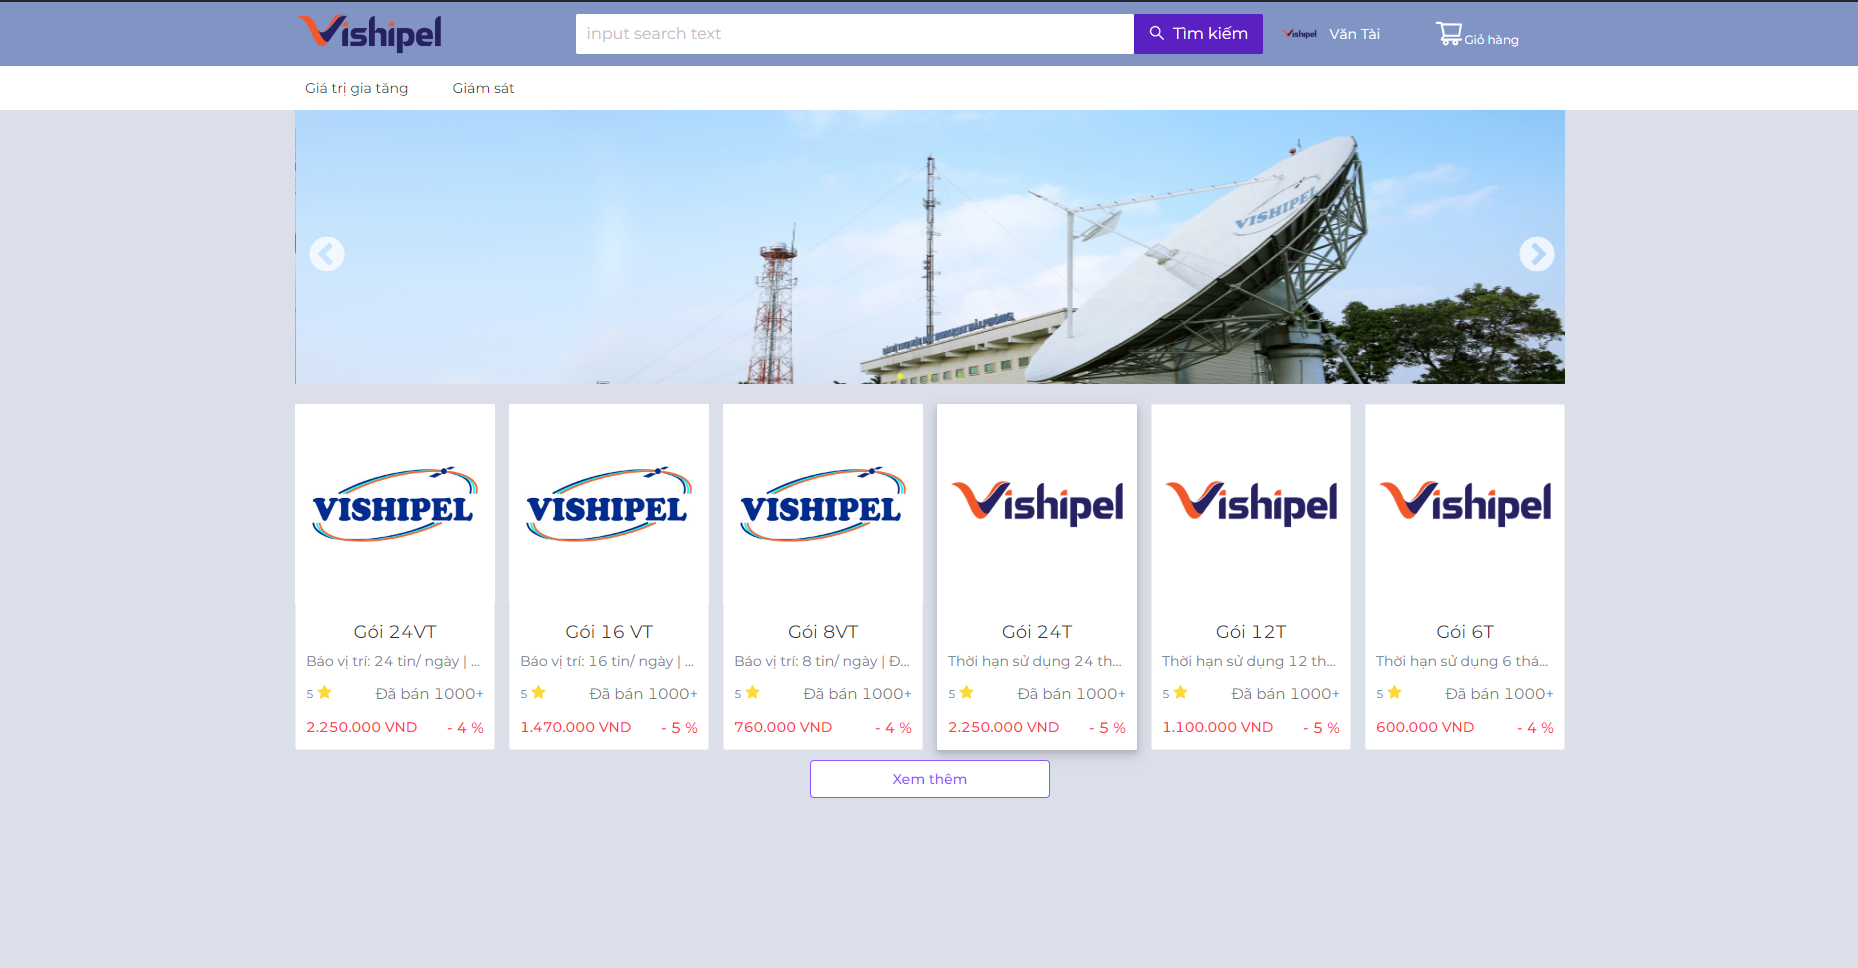 Vishipel
input search text
Tìm kiếm
Vishipel
Văn Tài
Giỏ hàng
Giá trị gia tăng
Giám sát
VISHIPEL
VISHIPEL
VISHIPEL
VISHIPEL
Vishipel
Vishipel
Vishipel
Gói 24VT
Gói 16 VT
Gói 8VT
Gói 24T
Gói 12T
Gói 6T
Báo vị trí: 24 tin/ ngày | ...
Báo vị trí: 16 tin/ ngày | ...
Báo vị trí: 8 tin/ ngày | Đ...
Thời hạn sử dụng 24 th...
Thời hạn sử dụng 12 th...
Thời hạn sử dụng 6 thá...
5 Đã bán 1000+
5 Đã bán 1000+
5 Đã bán 1000+
5 Đã bán 1000+
5 Đã bán 1000+
5 Đã bán 1000+
2.250.000 VND - 4 %
1.470.000 VND - 5 %
760.000 VND - 4 %
2.250.000 VND - 5 %
1.100.000 VND - 5 %
600.000 VND - 4 %
Xem thêm